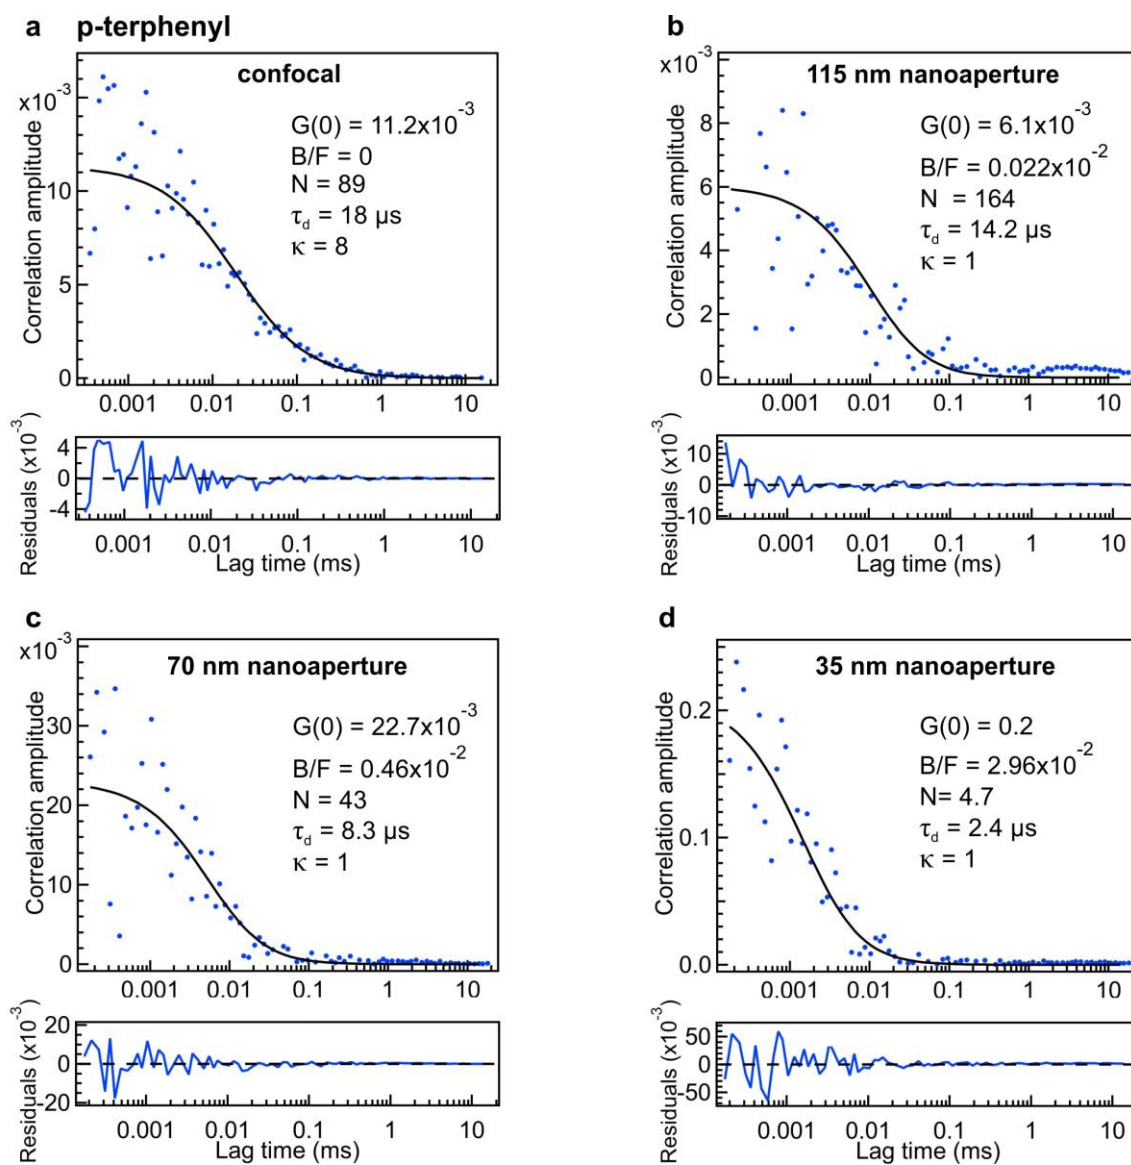 a p-terphenyl
x10⁻³
confocal
G(0) = 11.2x10⁻³
B/F = 0
N = 89
τd = 18 µs
κ = 8
Correlation amplitude
10
5
0
0.001 0.01 0.1 1 10
Residuals (x10⁻³)
4
0
-4
0.001 0.01 0.1 1 10
Lag time (ms)
b
x10⁻³
115 nm nanoaperture
G(0) = 6.1x10⁻³
B/F = 0.022x10⁻²
N = 164
τd = 14.2 µs
κ = 1
Correlation amplitude
8
6
4
2
0
0.001 0.01 0.1 1 10
Residuals (x10⁻³)
10
0
-10
0.001 0.01 0.1 1 10
Lag time (ms)
c
x10⁻³
70 nm nanoaperture
G(0) = 22.7x10⁻³
B/F = 0.46x10⁻²
N = 43
τd = 8.3 µs
κ = 1
Correlation amplitude
30
20
10
0
0.001 0.01 0.1 1 10
Residuals (x10⁻³)
20
0
-20
0.001 0.01 0.1 1 10
Lag time (ms)
d
35 nm nanoaperture
G(0) = 0.2
B/F = 2.96x10⁻²
N= 4.7
τd = 2.4 µs
κ = 1
Correlation amplitude
0.2
0.1
0.0
0.001 0.01 0.1 1 10
Residuals (x10⁻³)
50
0
-50
0.001 0.01 0.1 1 10
Lag time (ms)